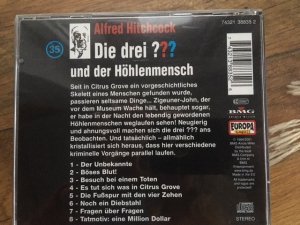 74321 38835 2
Alfred Hitchcock
35
Die drei ???
und der Höhlenmensch
Seit in Citrus Grove ein vorgeschichtliches
Skelett eines Menschen gefunden wurde,
passieren seltsame Dinge... Zigeuner-John, der
vor dem Museum Wache hält, behauptet sogar, er
habe in der Nacht den lebendig gewordenen
Höhlenmenschen weglaufen sehen! Neugierig
und ahnungsvoll machen sich die drei ??? ans
Beobachten. Und tatsächlich - allmählich
kristallisiert sich heraus, dass hier verschiedene
kriminelle Vorgänge parallel laufen.
1 - Der Unbekannte
2 - Böses Blut!
3 - Besuch bei einem Toten
4 - Es tut sich was in Citrus Grove
5 - Die Fußspur mit den vier Zehen
6 - Noch ein Diebstahl
7 - Fragen über Fragen
8 - Tatmotiv: eine Million Dollar
BMG
EUROPA
STEREO